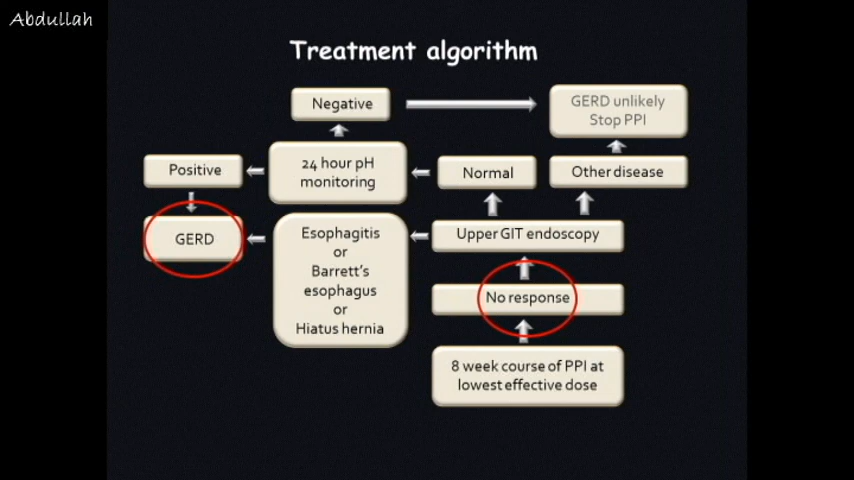 Abdullah
Treatment algorithm
Negative
GERD unlikely
Stop PPI
Positive
24 hour pH
monitoring
Normal
Other disease
GERD
Esophagitis
or
Barrett's
esophagus
or
Hiatus hernia
Upper GIT endoscopy
No response
8 week course of PPI at
lowest effective dose